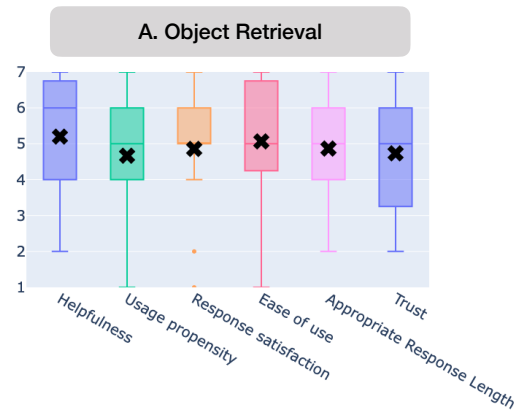 A. Object Retrieval
7
6
5
4
3
2
1
Helpfulness
Usage propensity
Response satisfaction
Ease of use
Appropriate Response Length
Trust